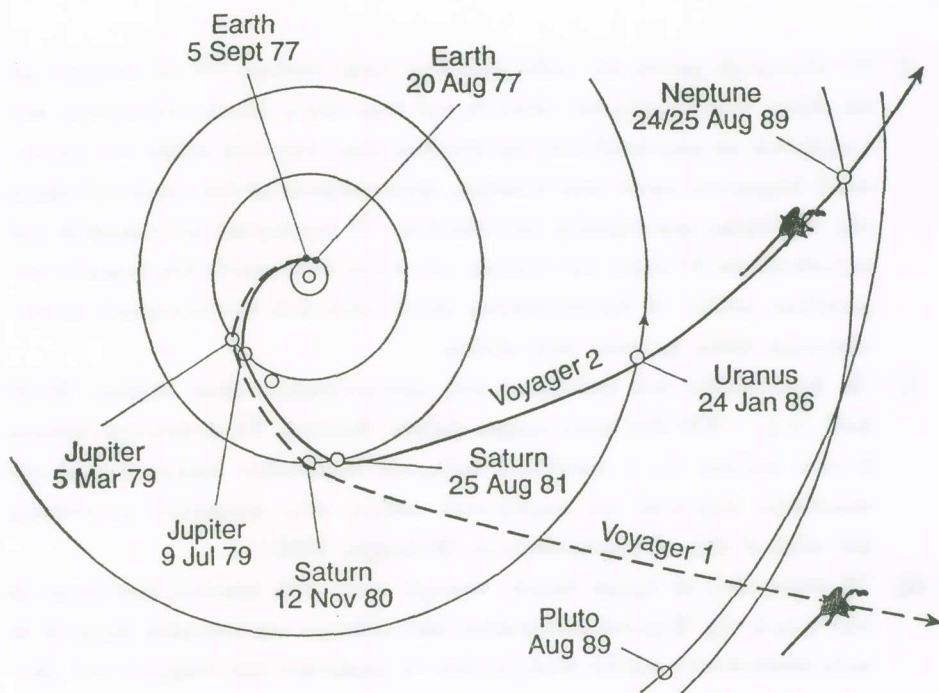 Earth
5 Sept 77
Earth
20 Aug 77
Neptune
24/25 Aug 89
Voyager 2
Uranus
24 Jan 86
Jupiter
5 Mar 79
Saturn
25 Aug 81
Jupiter
9 Jul 79
Voyager 1
Saturn
12 Nov 80
Pluto
Aug 89